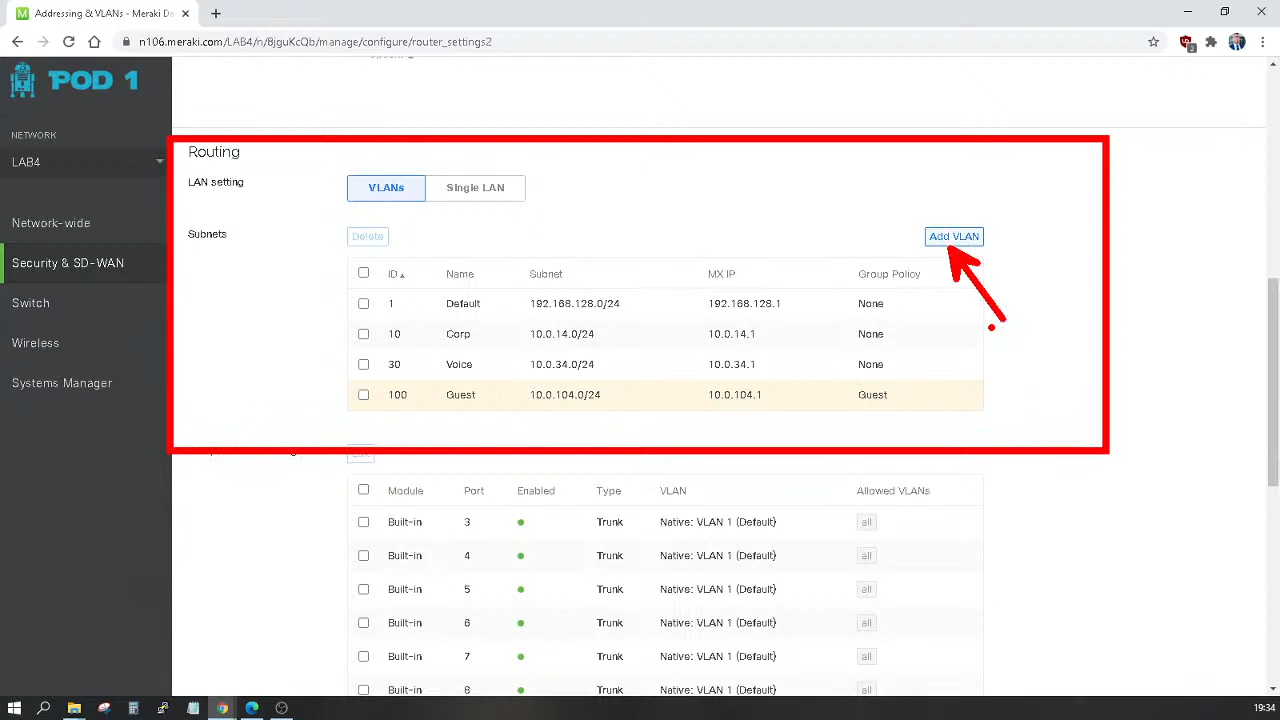 Addressing & VLANs - Meraki Da
n106.meraki.com/LAB4/n/8jguKcQb/manage/configure/router_settings2
2
POD 1
NETWORK
LAB4
Network-wide
Security & SD-WAN
Switch
Wireless
Systems Manager
Routing
LAN setting
VLANs
Single LAN
Subnets
Delete
Add VLAN
ID Name Subnet MX IP Group Policy
1 Default 192.168.128.0/24 192.168.128.1 None
10 Corp 10.0.14.0/24 10.0.14.1 None
30 Voice 10.0.34.0/24 10.0.34.1 None
100 Guest 10.0.104.0/24 10.0.104.1 Guest
Module Port Enabled Type VLAN Allowed VLANs
Built-in 3 Trunk Native: VLAN 1 (Default) all
Built-in 4 Trunk Native: VLAN 1 (Default) all
Built-in 5 Trunk Native: VLAN 1 (Default) all
Built-in 6 Trunk Native: VLAN 1 (Default) all
Built-in 7 Trunk Native: VLAN 1 (Default) all
Built-in 8 Trunk Native: VLAN 1 (Default) all
19:34